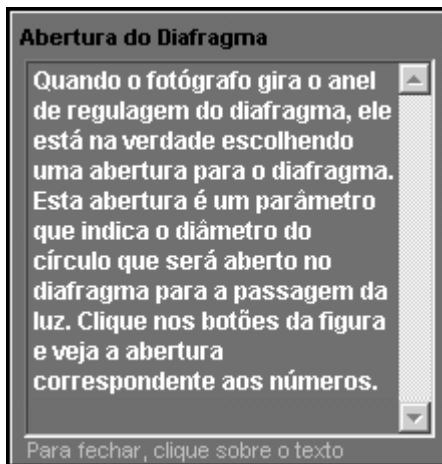 Abertura do Diafragma
Quando o fotógrafo gira o anel
de regulagem do diafragma, ele
está na verdade escolhendo
uma abertura para o diafragma.
Esta abertura é um parâmetro
que indica o diâmetro do
círculo que será aberto no
diafragma para a passagem da
luz. Clique nos botões da figura
e veja a abertura
correspondente aos números.
Para fechar, clique sobre o texto